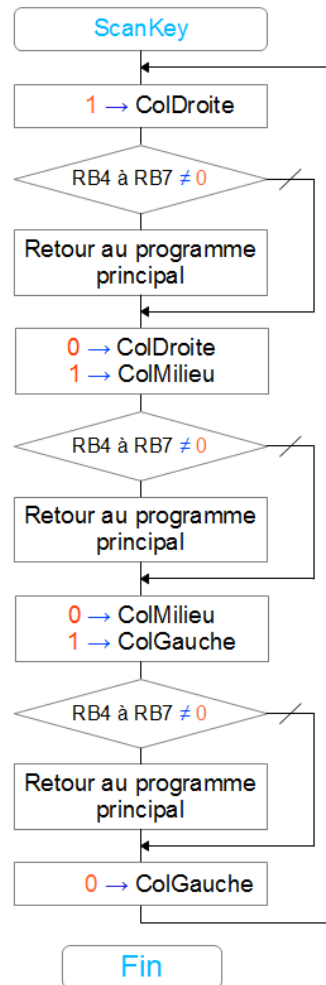 ScanKey
1 → ColDroite
RB4 à RB7 ≠ 0
Retour au programme
principal
0 → ColDroite
1 → ColMilieu
RB4 à RB7 ≠ 0
Retour au programme
principal
0 → ColMilieu
1 → ColGauche
RB4 à RB7 ≠ 0
Retour au programme
principal
0 → ColGauche
Fin